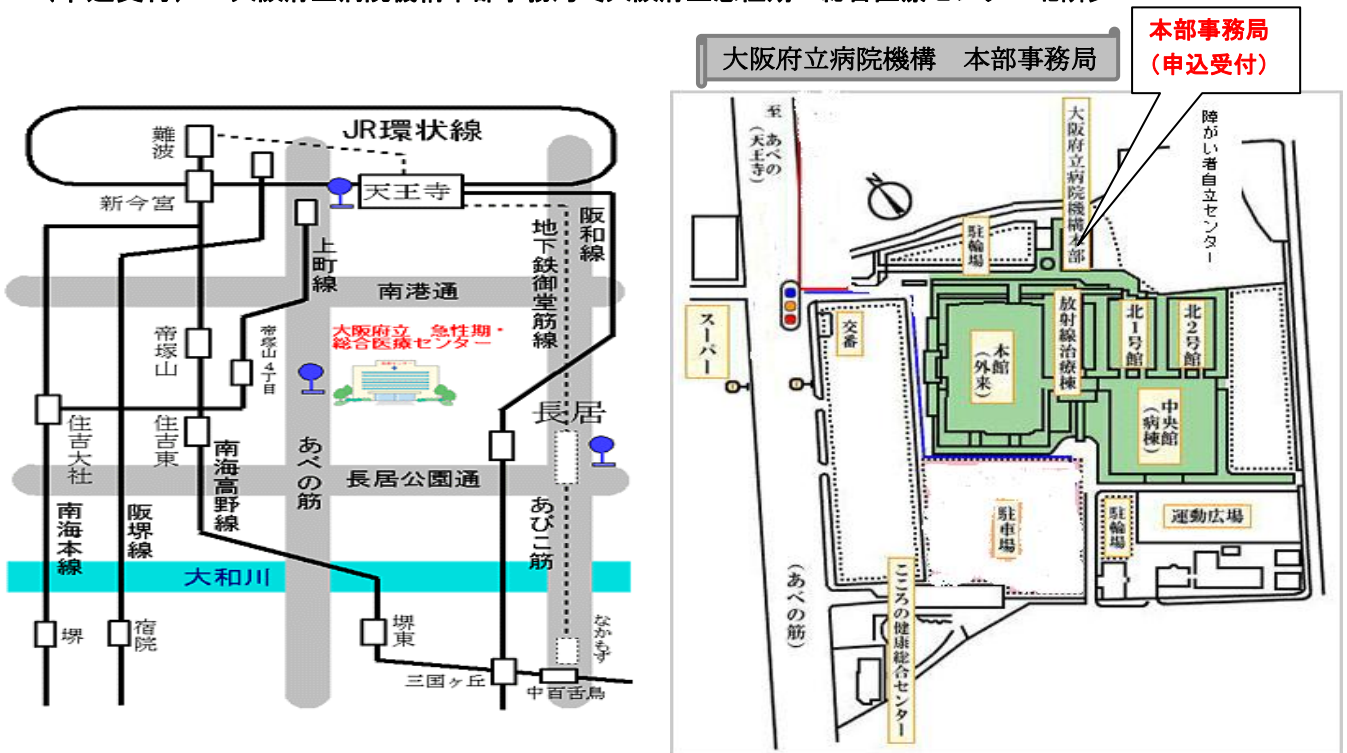 大阪府立病院機構　本部事務局
本部事務局
（申込受付）
JR環状線
難波
新今宮
天王寺
阪和線
地下鉄御堂筋線
上町線
南港通
大阪府立　急性期・
総合医療センター
帝塚山
帝塚山４丁目
長居
住吉大社
住吉東
南海高野線
あべの筋
長居公園通
南海本線
阪堺線
あびこ筋
大和川
堺
宿院
堺東
なかもず
三国ヶ丘
中百舌鳥
至　あべの
（天王寺）
N
大阪府立病院機構本部
障がい者自立センター
駐輪場
スーパー
交番
本館
（外来）
放射線治療棟
北1号館
北2号館
中央館
（病棟）
駐車場
駐輪場
運動広場
（あべの筋）
こころの健康総合センター